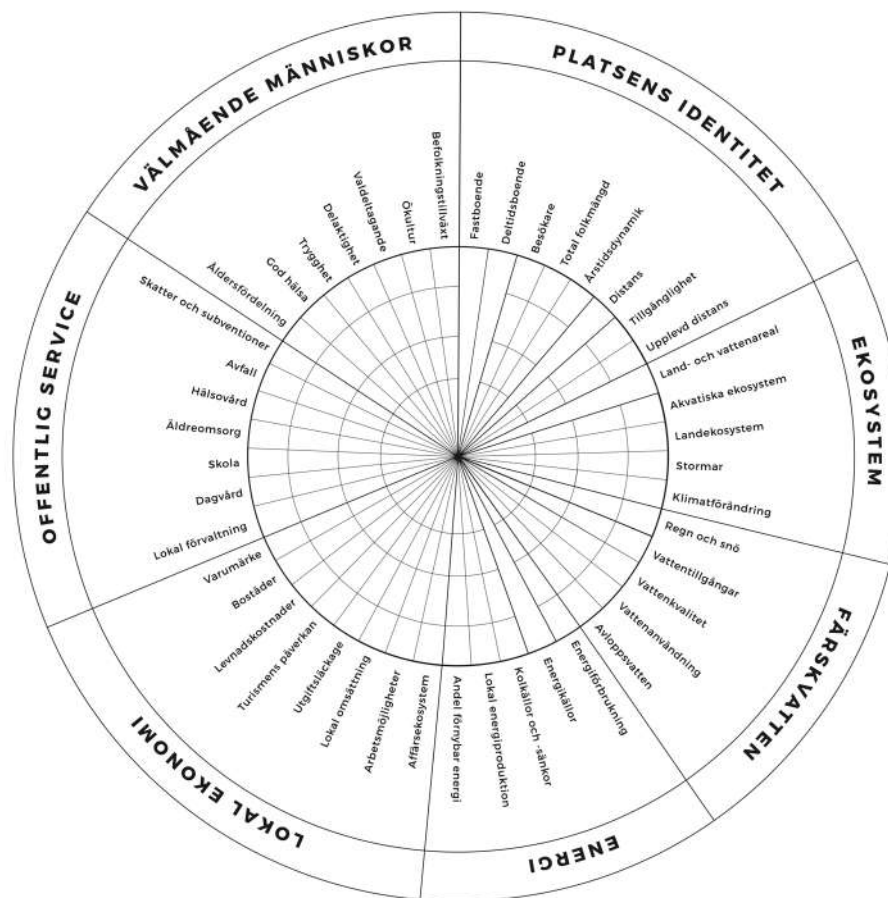 PLATSENS IDENTITET
Fastboende
Deltidsboende
Besökare
Total folkmängd
Årstidsdynamik
Distans
Tillgänglighet
Upplevd distans
EKOSYSTEM
Land- och vattenareal
Akvatiska ekosystem
Landekosystem
Stormar
Klimatförändring
FÄRSKVATTEN
Regn och snö
Vattentillgångar
Vattenkvalitet
Vattenanvändning
Avloppsvatten
ENERGI
Energiförbrukning
Energikällor
Kolkällor och -sänkor
Lokal energiproduktion
Andel förnybar energi
LOKAL EKONOMI
Affärsekosystem
Arbetsmöjligheter
Lokal omsättning
Utgiftsläckage
Turismens påverkan
Levnadskostnader
Bostäder
Varumärke
OFFENTLIG SERVICE
Lokal förvaltning
Dagvård
Skola
Äldreomsorg
Hälsovård
Avfall
Skatter och subventioner
VÄLMÅENDE MÄNNISKOR
Åldersfördelning
God hälsa
Trygghet
Delaktighet
Valdeltagande
Ökultur
Befolkningstillväxt